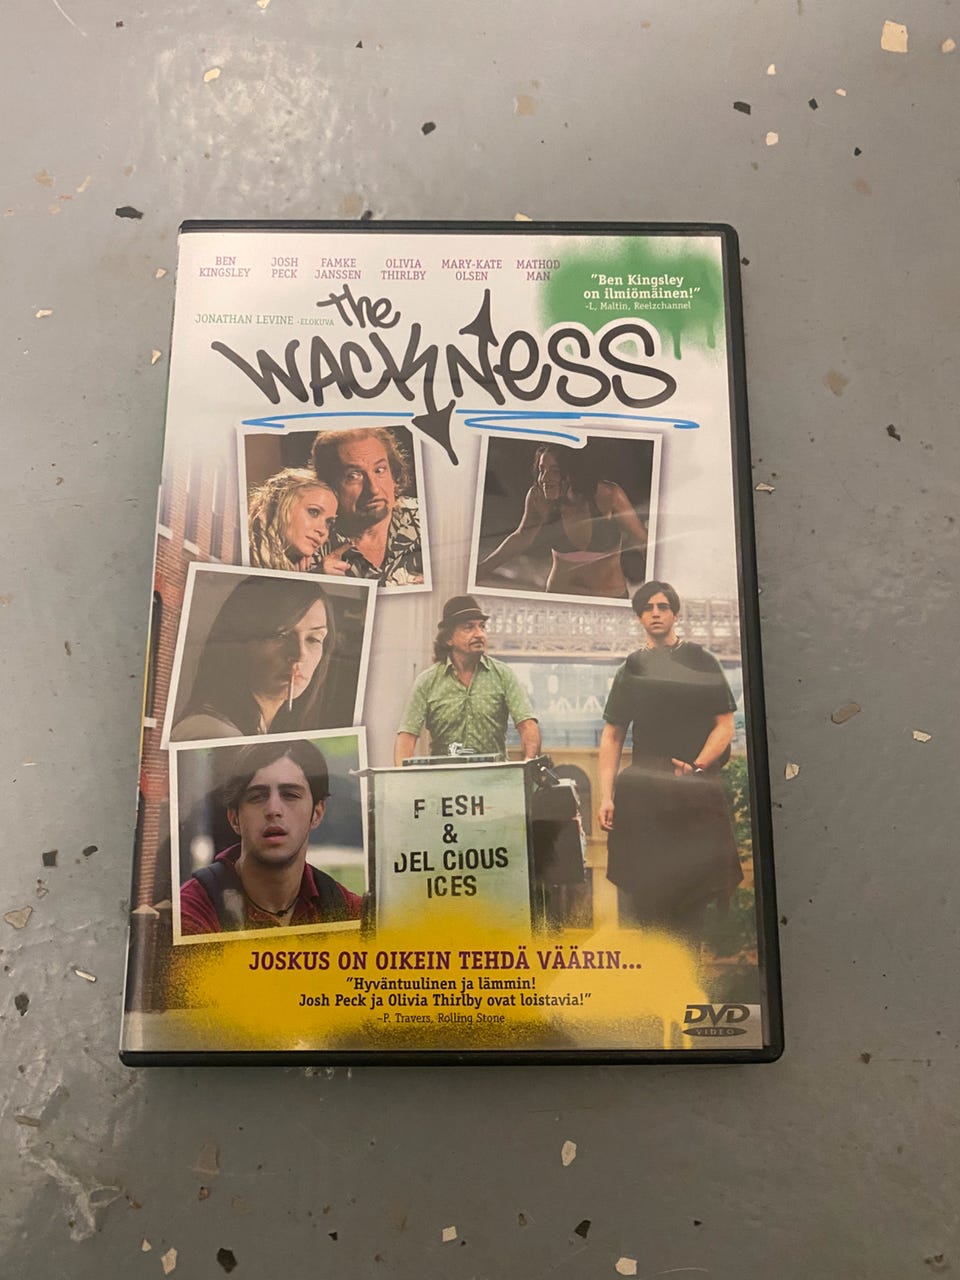 BEN KINGSLEY
JOSH PECK
FAMKE JANSSEN
OLIVIA THIRLBY
MARY-KATE OLSEN
MATHOD MAN
"Ben Kingsley
on ilmiömäinen!"
-L, Maltin, Reelzchannel
JONATHAN LEVINE -ELOKUVA
the
WACKNESS
F ESH
&
DEL CIOUS
ICES
JOSKUS ON OIKEIN TEHDÄ VÄÄRIN...
"Hyväntuulinen ja lämmin!
Josh Peck ja Olivia Thirlby ovat loistavia!"
~P. Travers, Rolling Stone
DVD
VIDEO